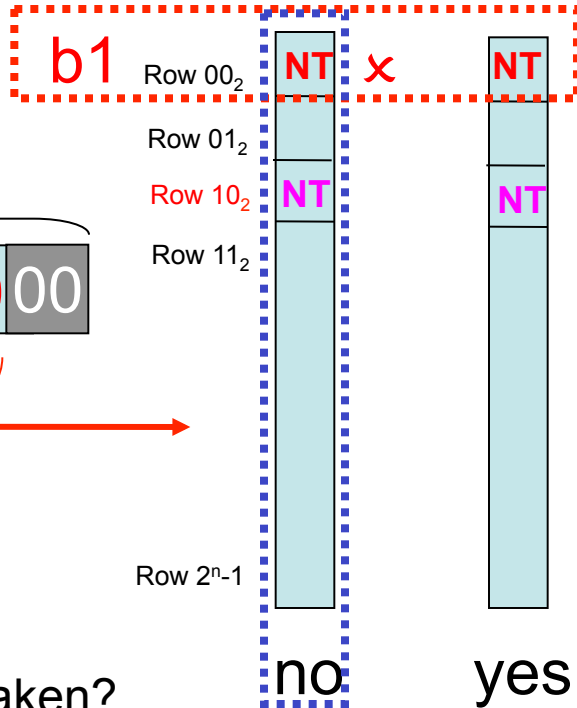 b1 Row 00₂ NT x NT
Row 01₂
Row 10₂ NT NT
Row 11₂
00
Row 2ⁿ-1
no yes
aken?